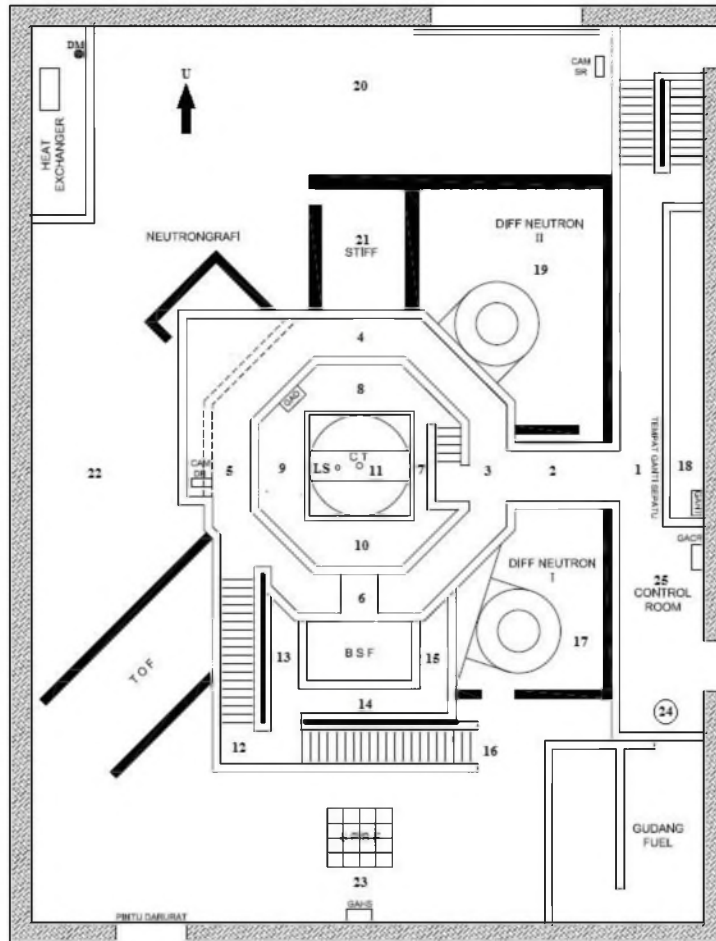 DM
U
20
CAM
SR
HEAT
EXCHANGER
NEUTRONGRAFI
21
STIFF
DIFF NEUTRON
II
19
4
8
GAD
CT
LS
11
7
9
5
CAM
DR
22
3
2
1
TEMPAT GANTI SEPATU
18
10
GACR
DIFF NEUTRON
I
25
CONTROL
ROOM
6
BSF
13
15
17
TOF
14
24
12
16
GUDANG
FUEL
23
GAHS
PINTU DARURAT